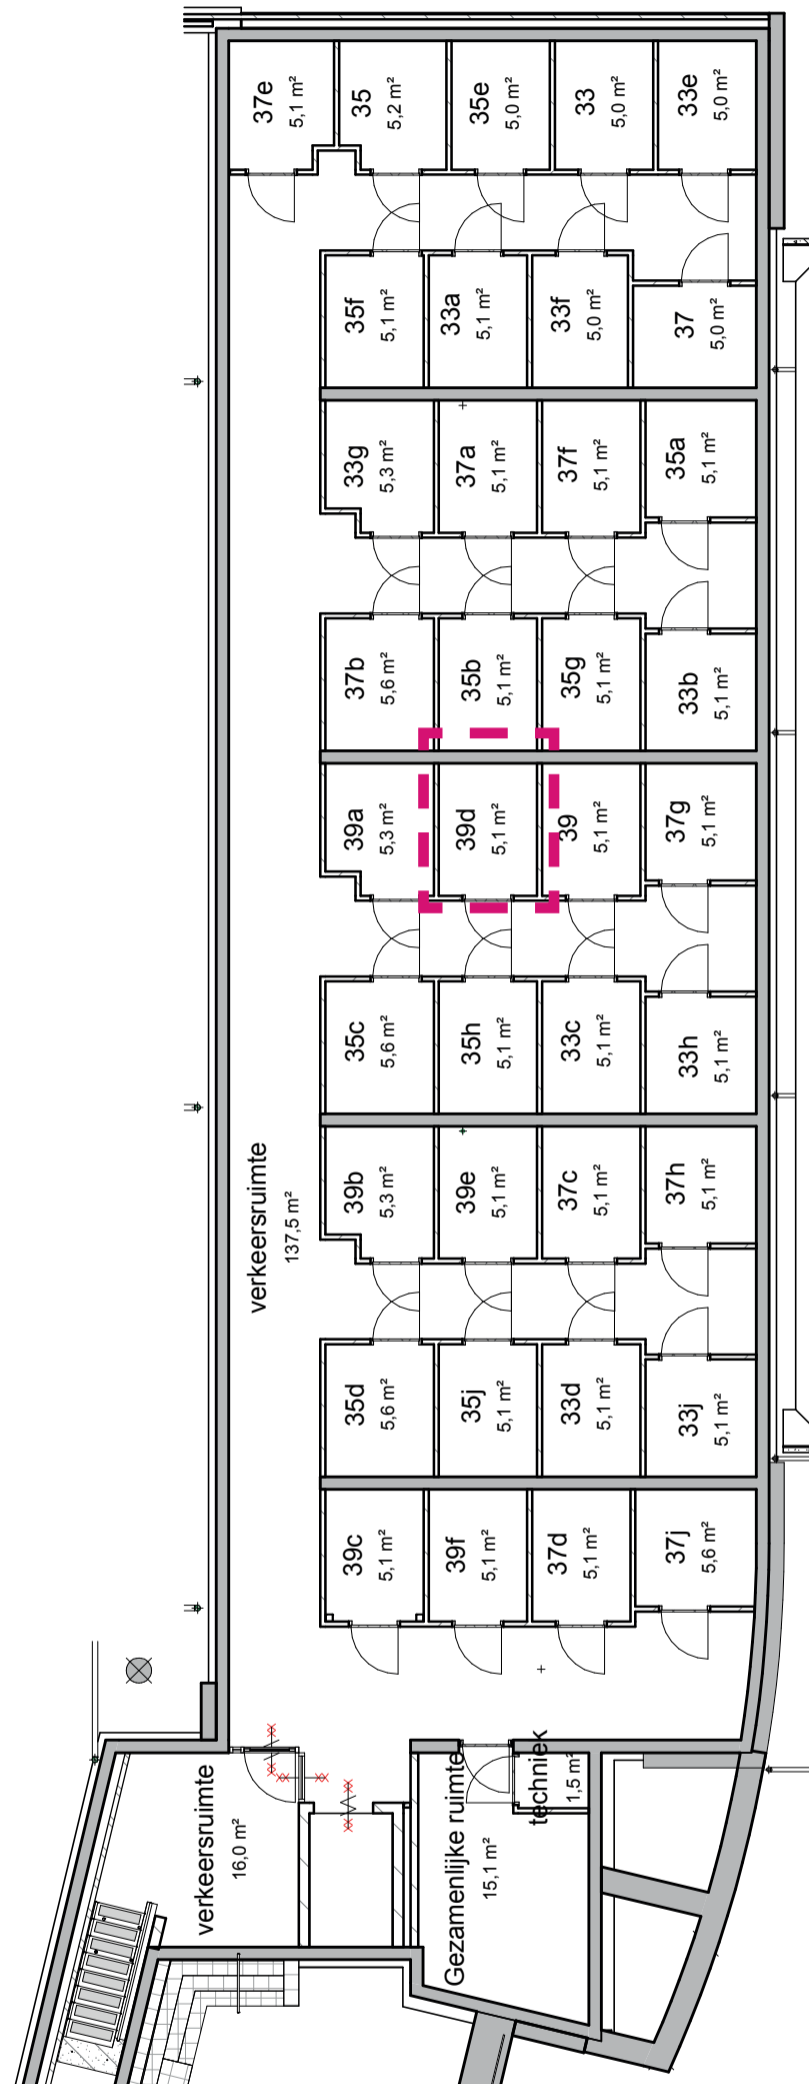 37e
5,1 m²
35
5,2 m²
35e
5,0 m²
33
5,0 m²
33e
5,0 m²
35f
5,1 m²
33a
5,1 m²
33f
5,0 m²
37
5,0 m²
33g
5,3 m²
37a
5,1 m²
37f
5,1 m²
35a
5,1 m²
37b
5,6 m²
35b
5,1 m²
35g
5,1 m²
33b
5,1 m²
39a
5,3 m²
39d
5,1 m²
39
5,1 m²
37g
5,1 m²
35c
5,6 m²
35h
5,1 m²
33c
5,1 m²
33h
5,1 m²
verkeersruimte
137,5 m²
39b
5,3 m²
39e
5,1 m²
37c
5,1 m²
37h
5,1 m²
35d
5,6 m²
35j
5,1 m²
33d
5,1 m²
33j
5,1 m²
39c
5,1 m²
39f
5,1 m²
37d
5,1 m²
37j
5,6 m²
verkeersruimte
16,0 m²
Gezamenlijke ruimte
15,1 m²
techniek
1,5 m²